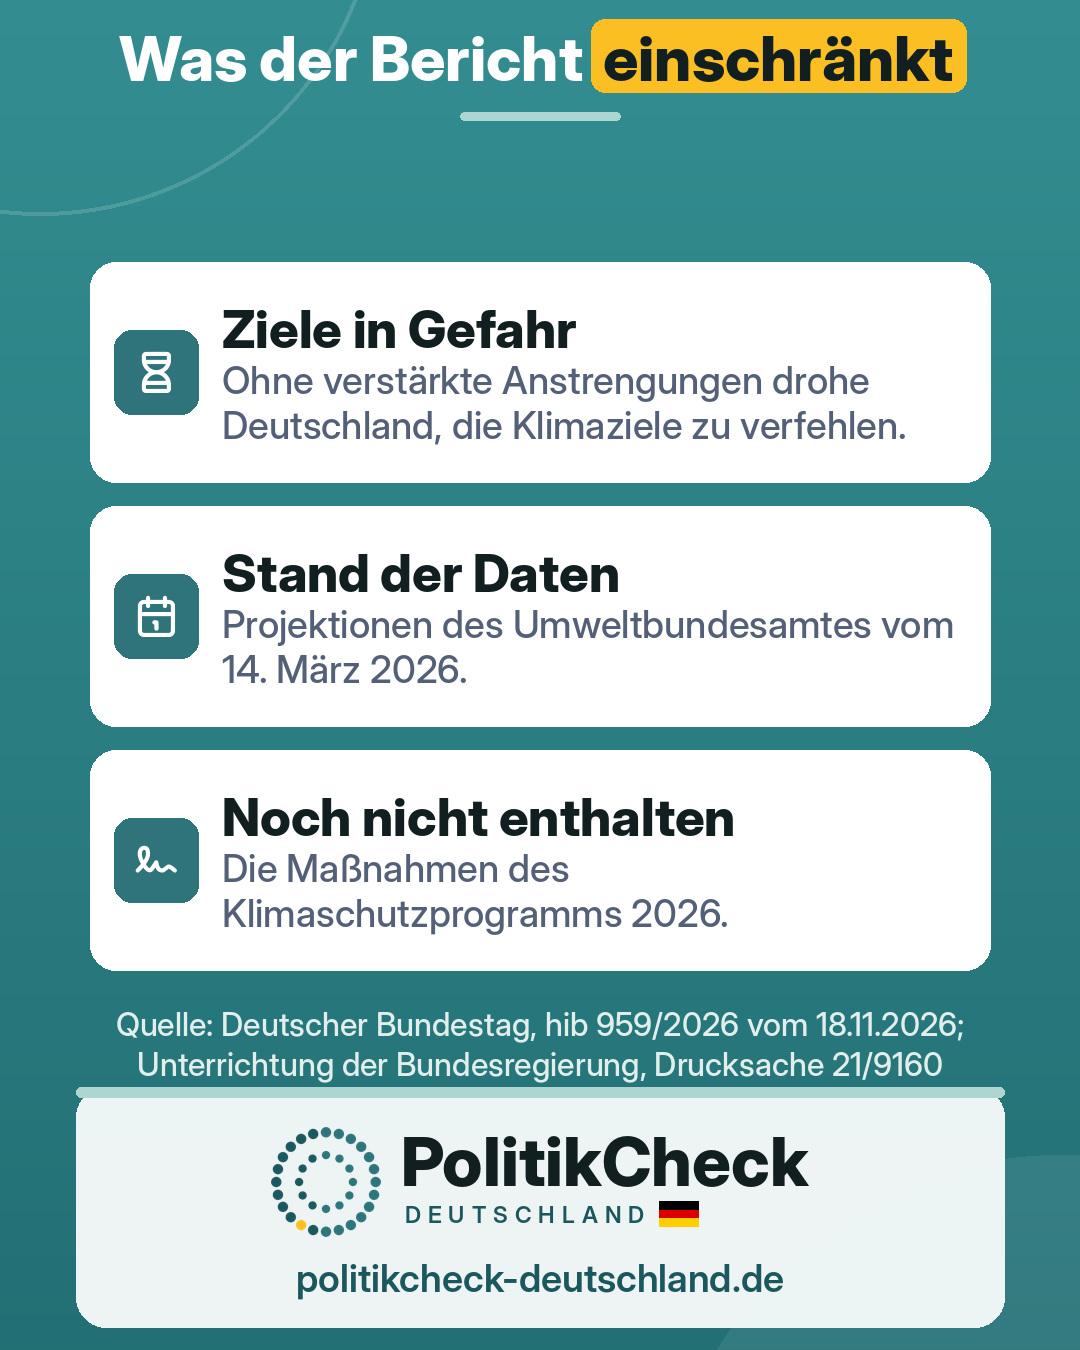 Was der Bericht einschränkt
Ziele in Gefahr
Ohne verstärkte Anstrengungen drohe
Deutschland, die Klimaziele zu verfehlen.
Stand der Daten
Projektionen des Umweltbundesamtes vom
14. März 2026.
Noch nicht enthalten
Die Maßnahmen des
Klimaschutzprogramms 2026.
Quelle: Deutscher Bundestag, hib 959/2026 vom 18.11.2026;
Unterrichtung der Bundesregierung, Drucksache 21/9160
PolitikCheck
DEUTSCHLAND
politikcheck-deutschland.de